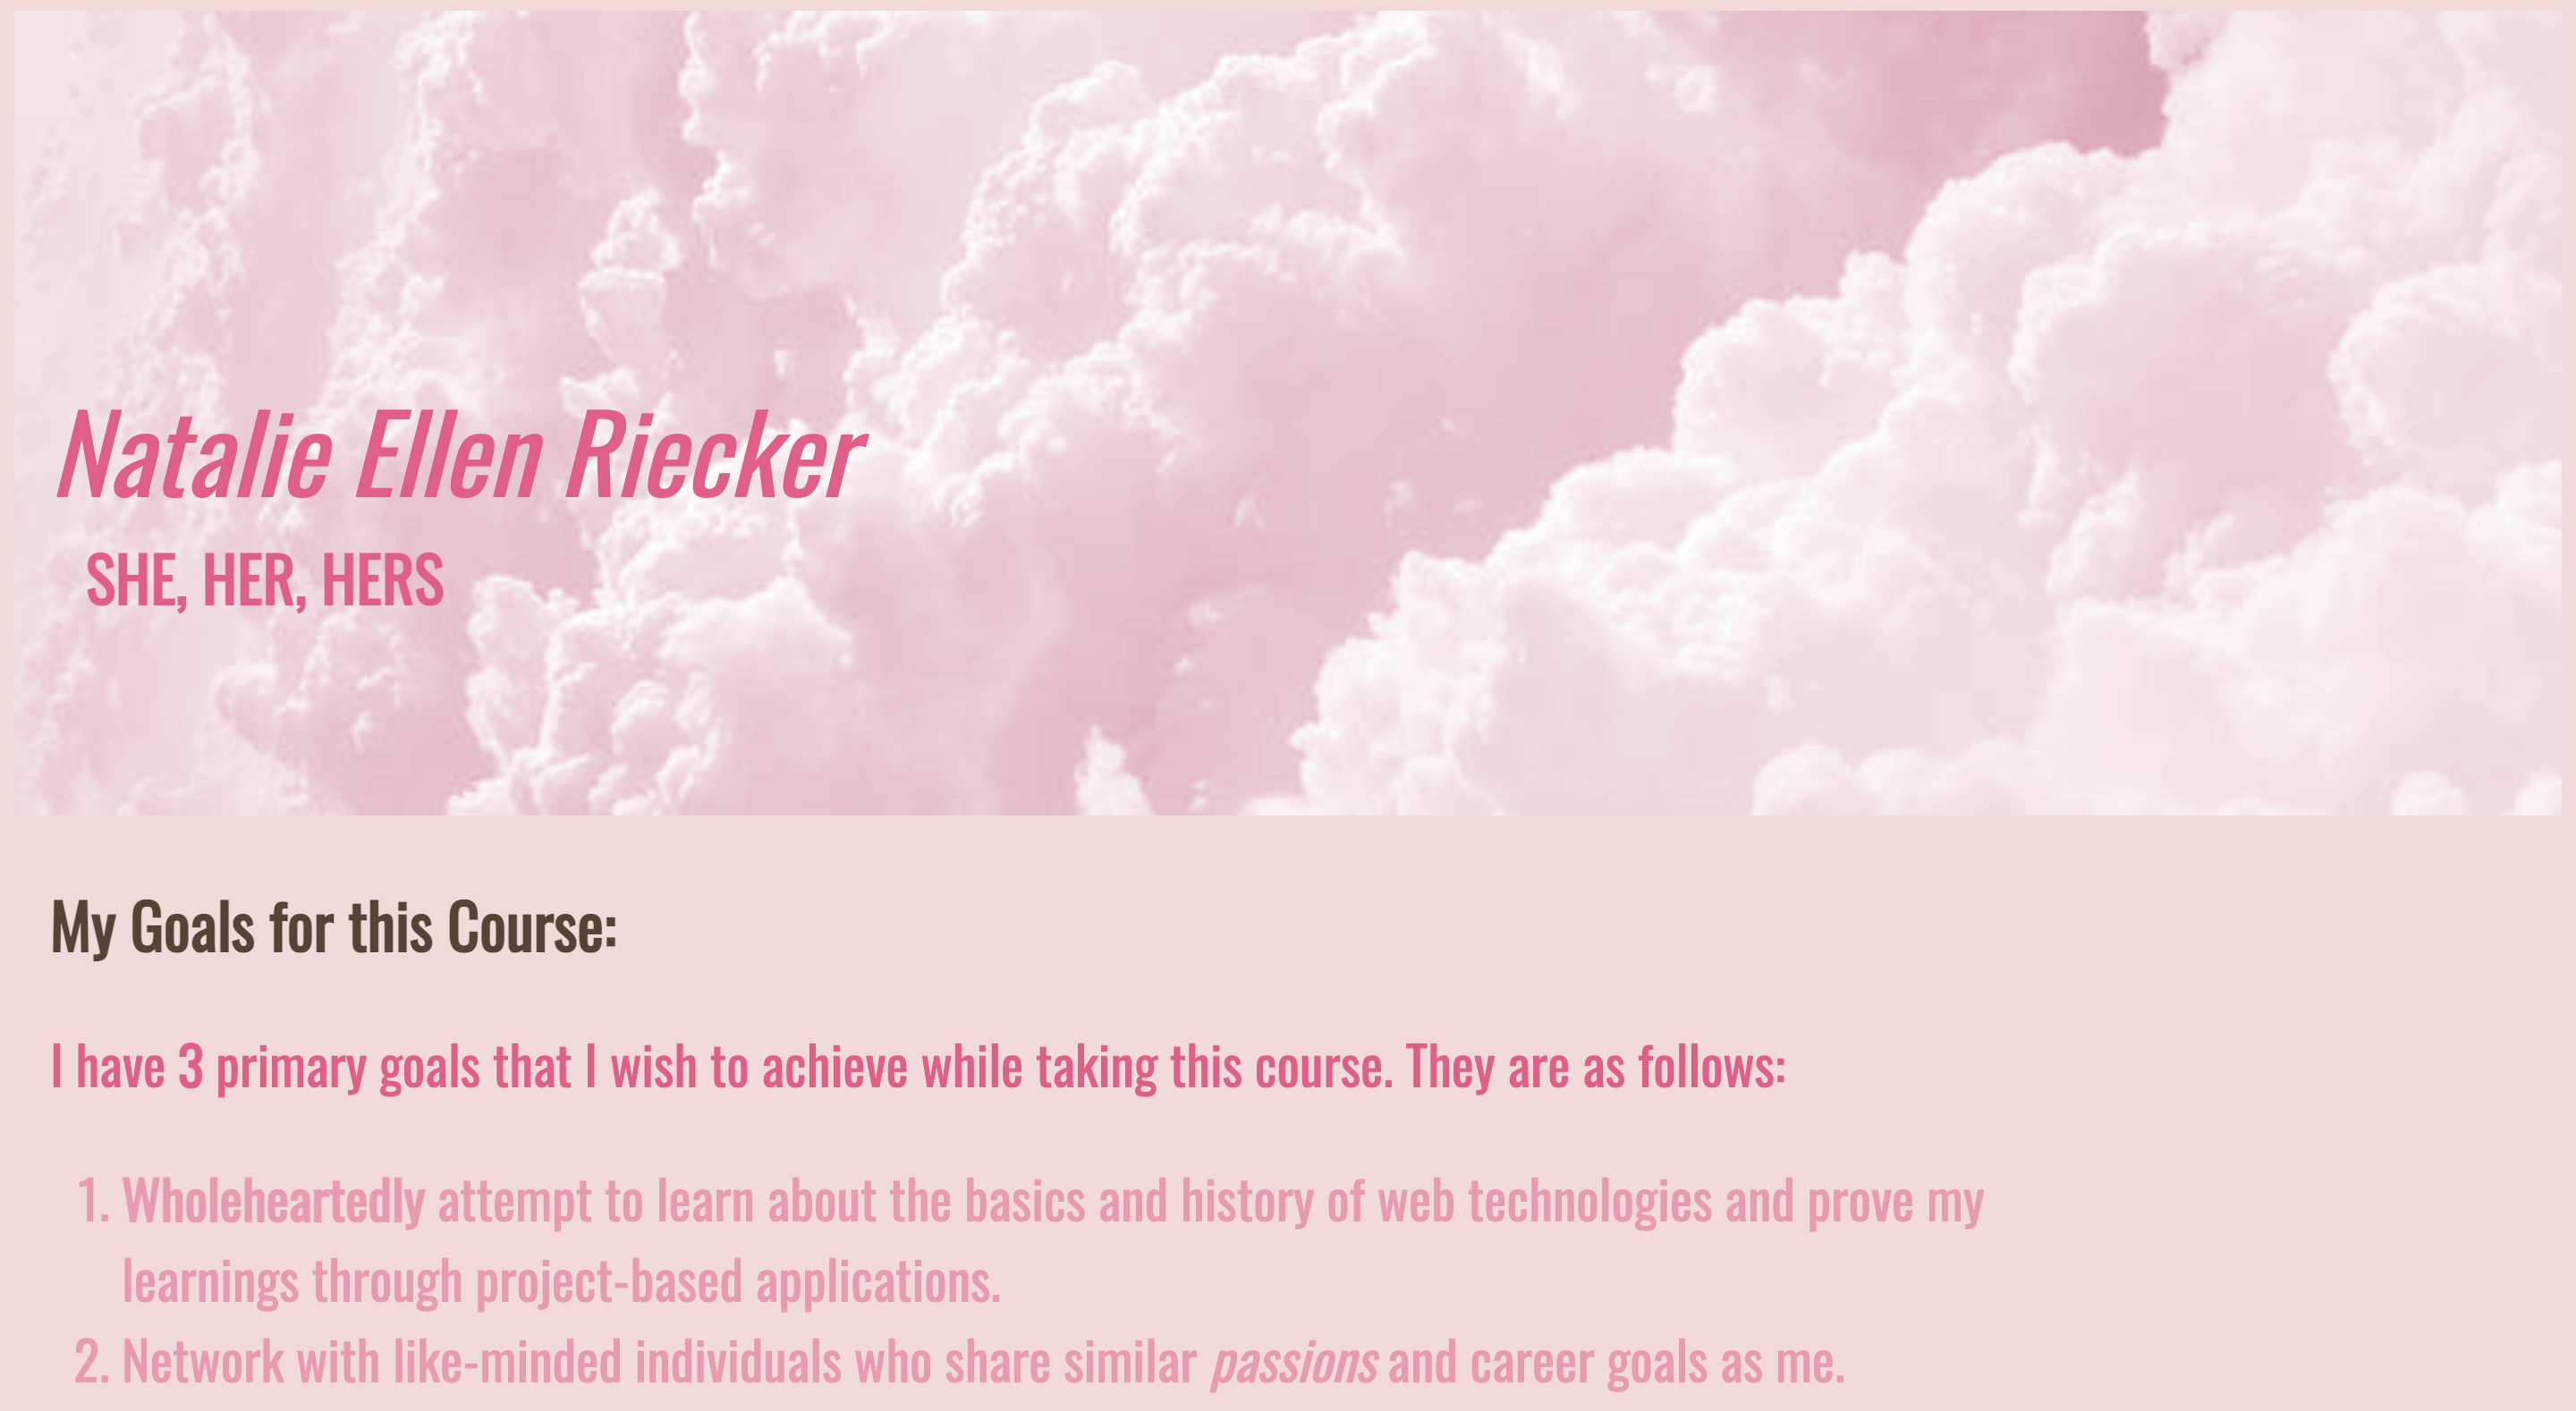 Natalie Ellen Riecker
SHE, HER, HERS
My Goals for this Course:
I have 3 primary goals that I wish to achieve while taking this course. They are as follows:
1. Wholeheartedly attempt to learn about the basics and history of web technologies and prove my
learnings through project-based applications.
2. Network with like-minded individuals who share similar passions and career goals as me.